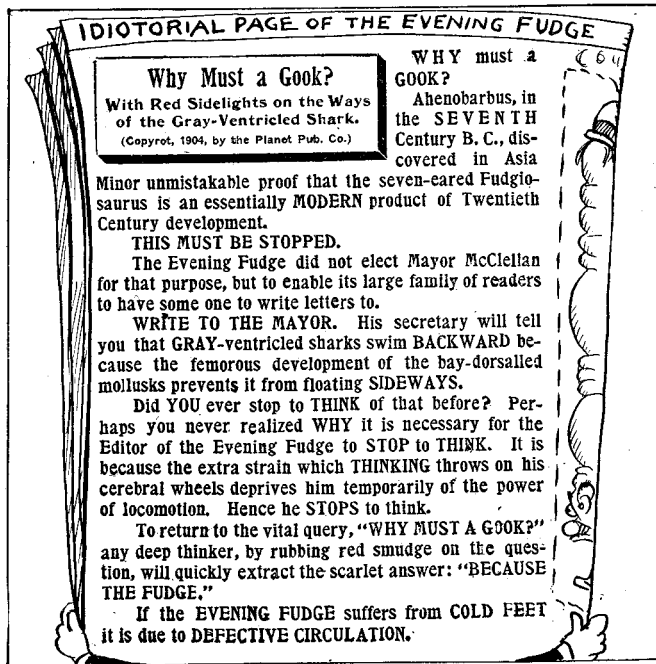 IDIOTORIAL PAGE OF THE EVENING FUDGE
Why Must a Gook?
With Red Sidelights on the Ways
of the Gray-Ventricled Shark.
(Copyrot, 1904, by the Planet Pub. Co.)
WHY must a
GOOK?
Ahenobarbus, in
the SEVENTH
Century B. C., dis-
covered in Asia
Minor unmistakable proof that the seven-eared Fudgio-
saurus is an essentially MODERN product of Twentieth
Century development.
THIS MUST BE STOPPED.
The Evening Fudge did not elect Mayor McClellan
for that purpose, but to enable its large family of readers
to have some one to write letters to.
WRITE TO THE MAYOR. His secretary will tell
you that GRAY-ventricled sharks swim BACKWARD be-
cause the femorous development of the bay-dorsalled
mollusks prevents it from floating SIDEWAYS.
Did YOU ever stop to THINK of that before? Per-
haps you never realized WHY it is necessary for the
Editor of the Evening Fudge to STOP to THINK. It is
because the extra strain which THINKING throws on his
cerebral wheels deprives him temporarily of the power
of locomotion. Hence he STOPS to think.
To return to the vital query, "WHY MUST A GOOK?"
any deep thinker, by rubbing red smudge on the ques-
tion, will quickly extract the scarlet answer: "BECAUSE
THE FUDGE."
If the EVENING FUDGE suffers from COLD FEET
it is due to DEFECTIVE CIRCULATION.